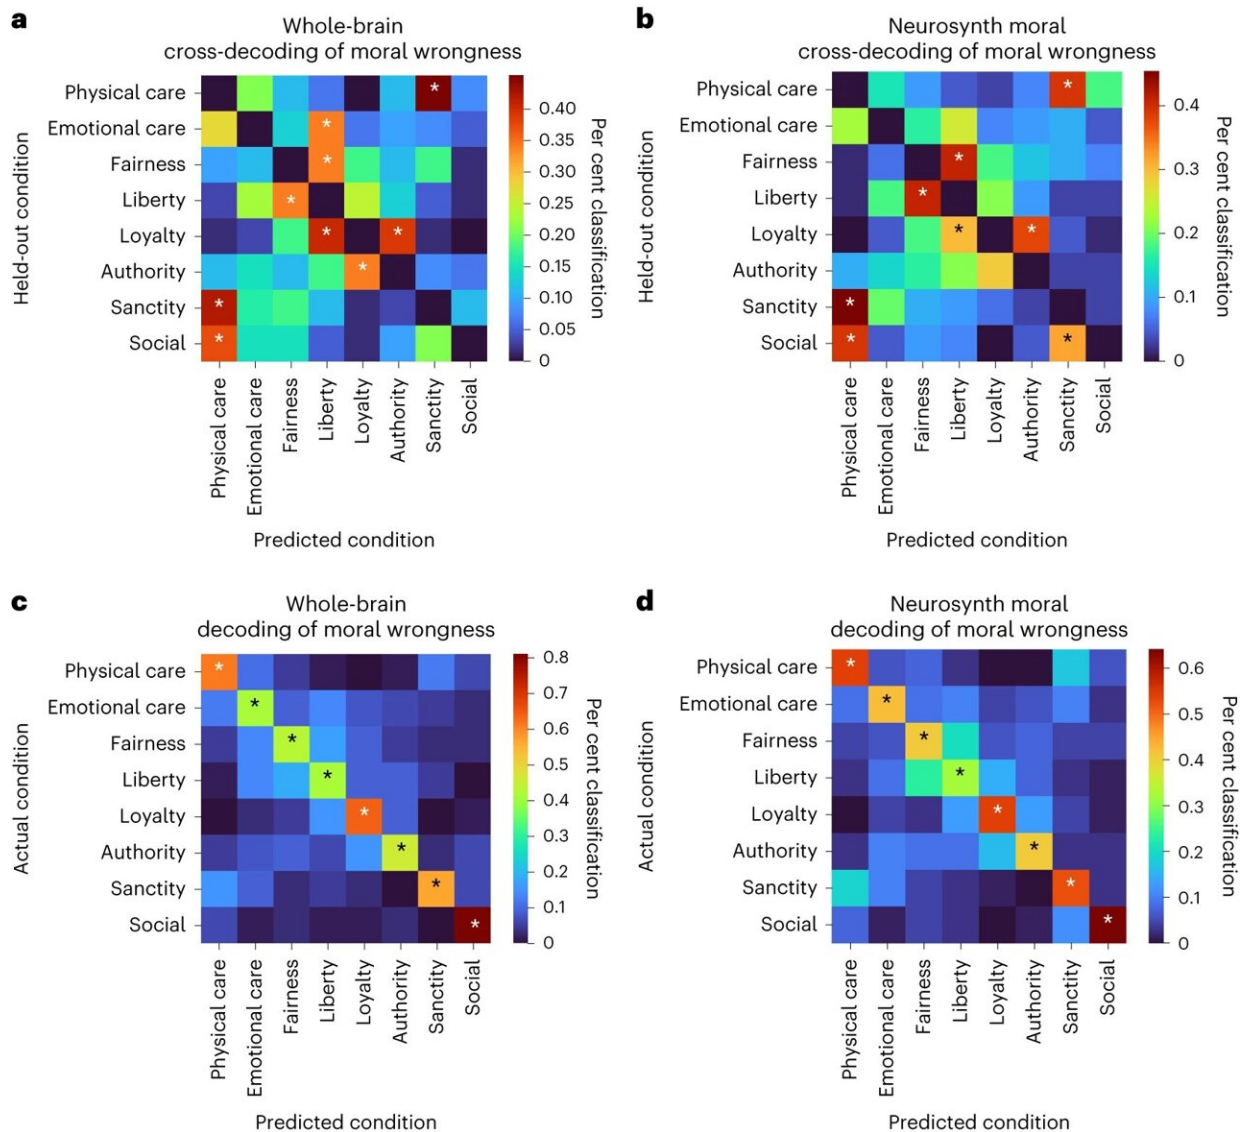 a
Whole-brain
cross-decoding of moral wrongness
Held-out condition
Physical care
Emotional care
Fairness
Liberty
Loyalty
Authority
Sanctity
Social
*
*
*
*
* *
*
*
*
Physical care
Emotional care
Fairness
Liberty
Loyalty
Authority
Sanctity
Social
Predicted condition
0.40
0.35
0.30
0.25
0.20
0.15
0.10
0.05
0
Per cent classification
b
Neurosynth moral
cross-decoding of moral wrongness
Held-out condition
Physical care
Emotional care
Fairness
Liberty
Loyalty
Authority
Sanctity
Social
*
*
*
* *
*
* *
Physical care
Emotional care
Fairness
Liberty
Loyalty
Authority
Sanctity
Social
Predicted condition
0.4
0.3
0.2
0.1
0
Per cent classification
c
Whole-brain
decoding of moral wrongness
Actual condition
Physical care
Emotional care
Fairness
Liberty
Loyalty
Authority
Sanctity
Social
*
*
*
*
*
*
*
*
Physical care
Emotional care
Fairness
Liberty
Loyalty
Authority
Sanctity
Social
Predicted condition
0.8
0.7
0.6
0.5
0.4
0.3
0.2
0.1
0
Per cent classification
d
Neurosynth moral
decoding of moral wrongness
Actual condition
Physical care
Emotional care
Fairness
Liberty
Loyalty
Authority
Sanctity
Social
*
*
*
*
*
*
*
*
Physical care
Emotional care
Fairness
Liberty
Loyalty
Authority
Sanctity
Social
Predicted condition
0.6
0.5
0.4
0.3
0.2
0.1
0
Per cent classification